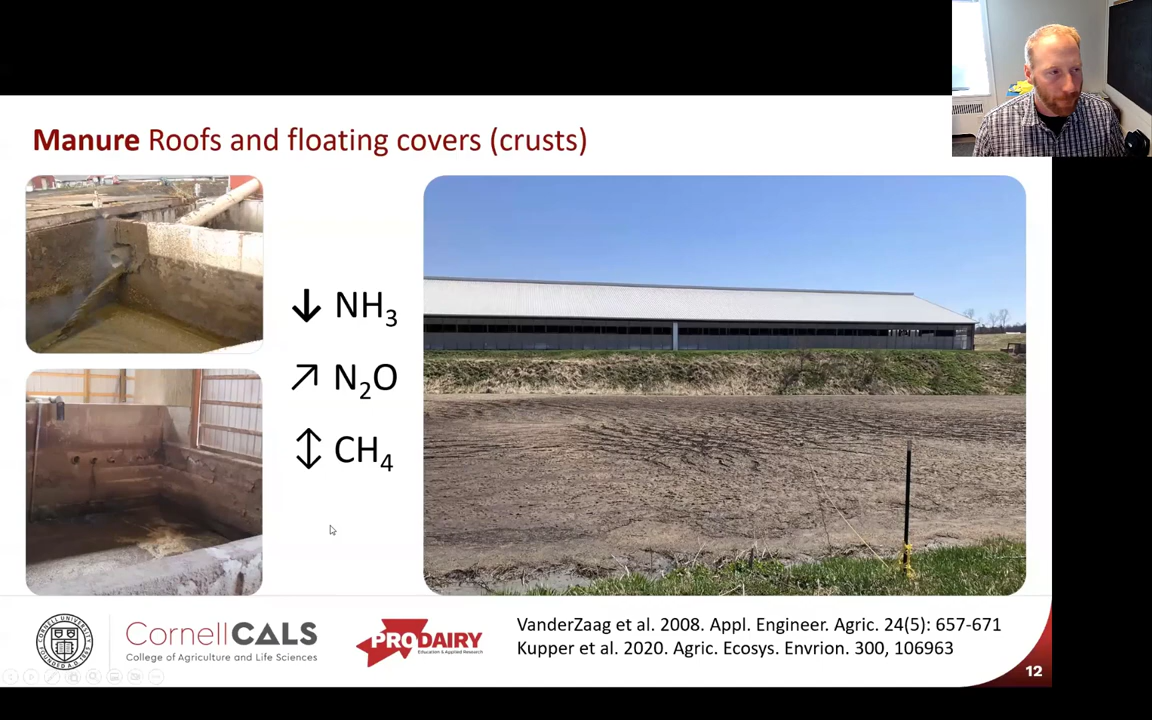 Manure Roofs and floating covers (crusts)
↓ NH3
↗ N2O
↕ CH4
CORNELL UNIVERSITY
CornellCALS
College of Agriculture and Life Sciences
PRODAIRY
Education & Applied Research
VanderZaag et al. 2008. Appl. Engineer. Agric. 24(5): 657-671
Kupper et al. 2020. Agric. Ecosys. Envrion. 300, 106963
12